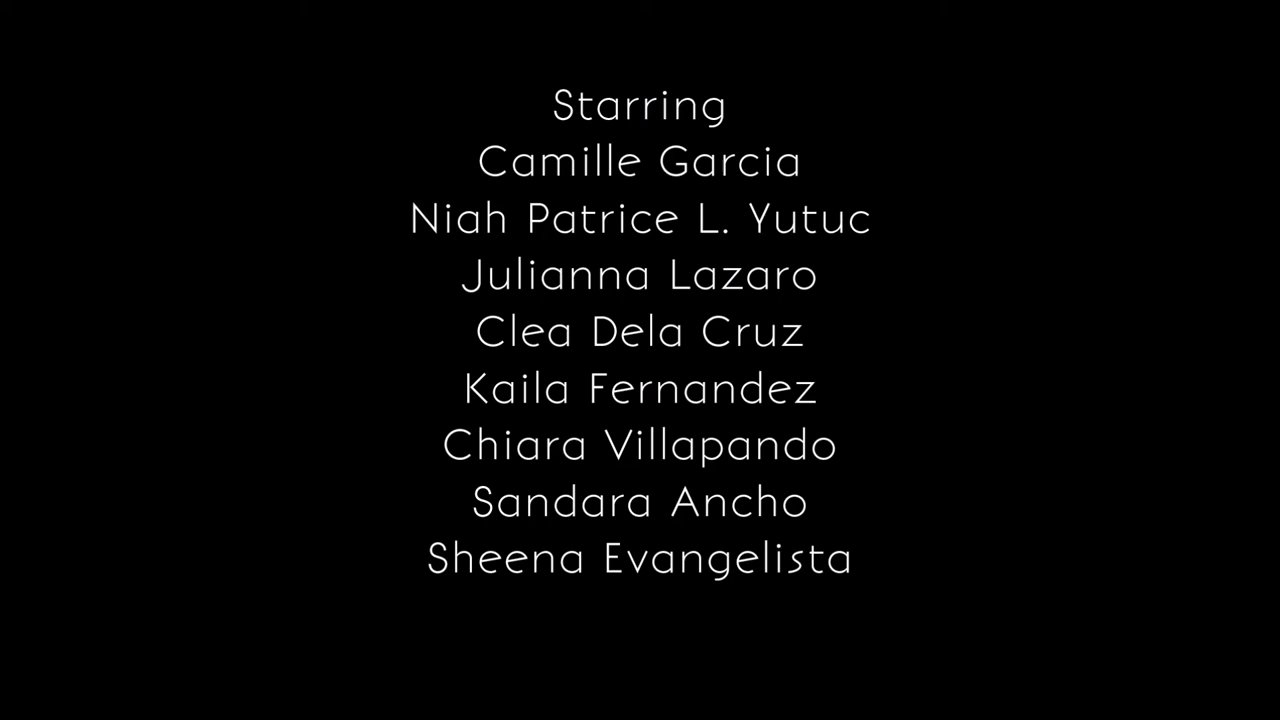 Starring
Camille Garcia
Niah Patrice L. Yutuc
Julianna Lazaro
Clea Dela Cruz
Kaila Fernandez
Chiara Villapando
Sandara Ancho
Sheena Evangelista